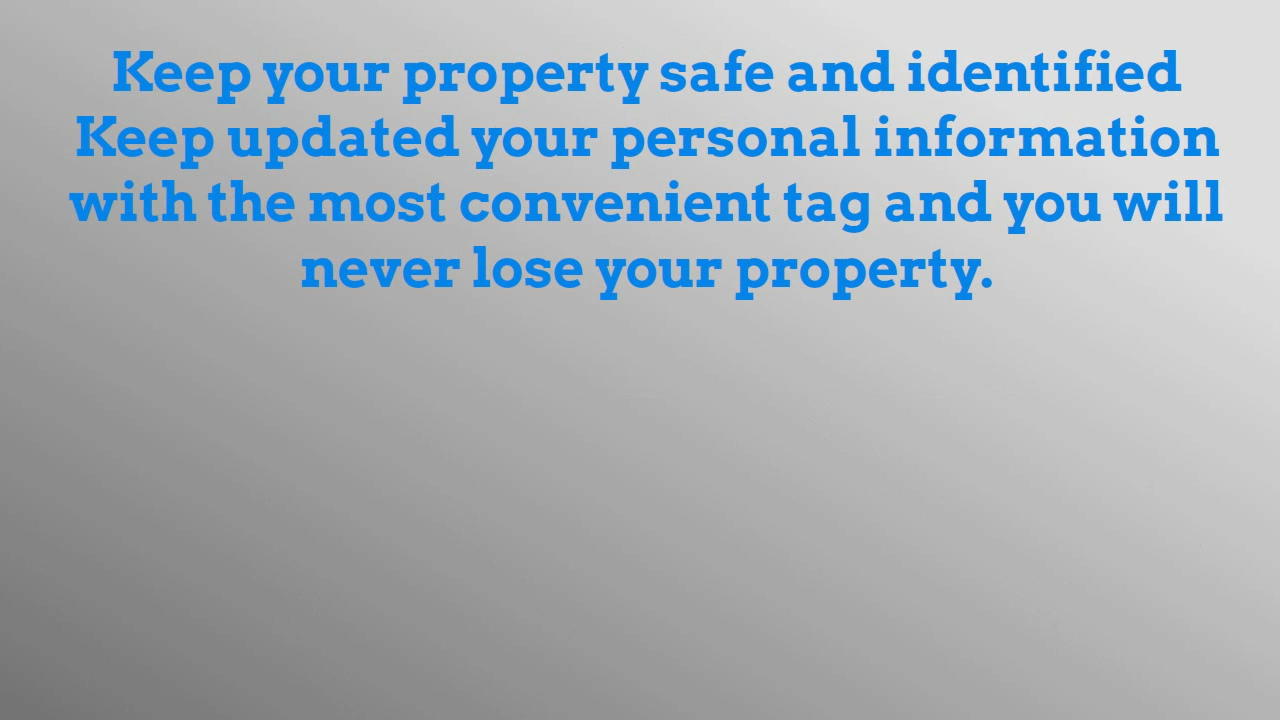 Keep your property safe and identified
Keep updated your personal information
with the most convenient tag and you will
never lose your property.